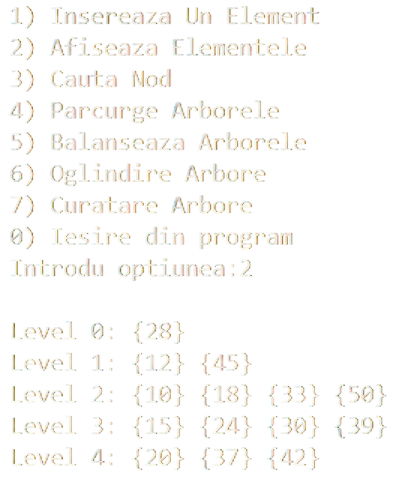 1) Insereaza Un Element
2) Afiseaza Elementele
3) Cauta Nod
4) Parcurge Arborele
5) Balanseaza Arborele
6) Oglindire Arbore
7) Curatare Arbore
0) Iesire din program
Introdu optiunea:2
Level 0: {28}
Level 1: {12} {45}
Level 2: {10} {18} {33} {50}
Level 3: {15} {24} {30} {39}
Level 4: {20} {37} {42}